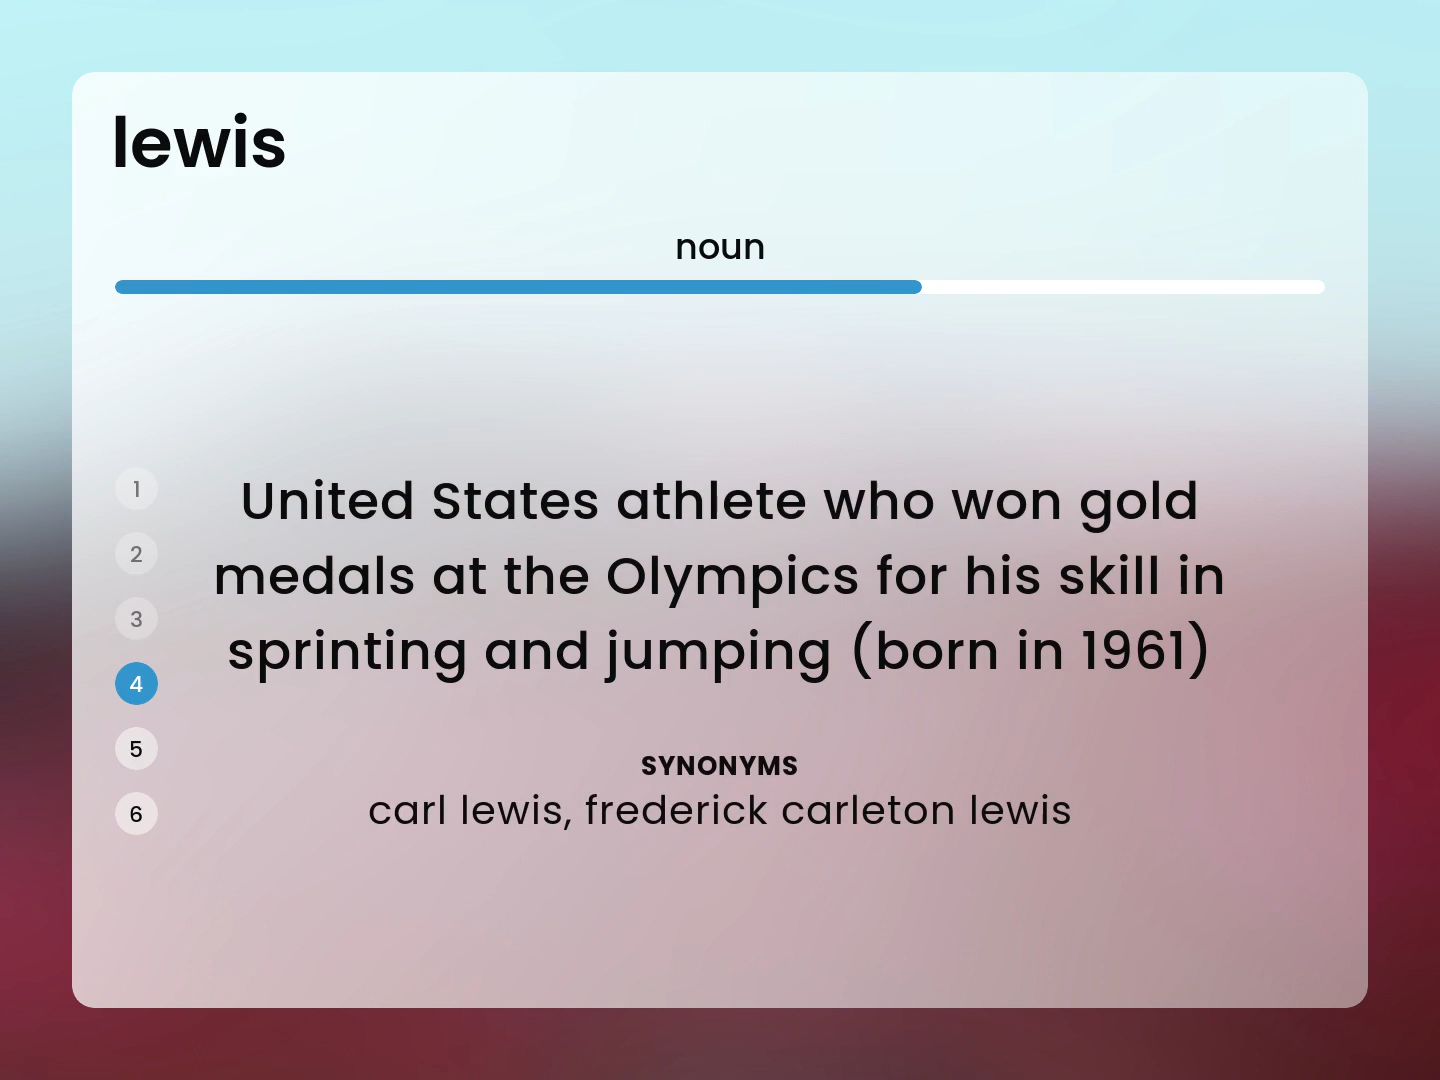 lewis
noun
1
2
3
4
5
6
United States athlete who won gold
medals at the Olympics for his skill in
sprinting and jumping (born in 1961)
SYNONYMS
carl lewis, frederick carleton lewis